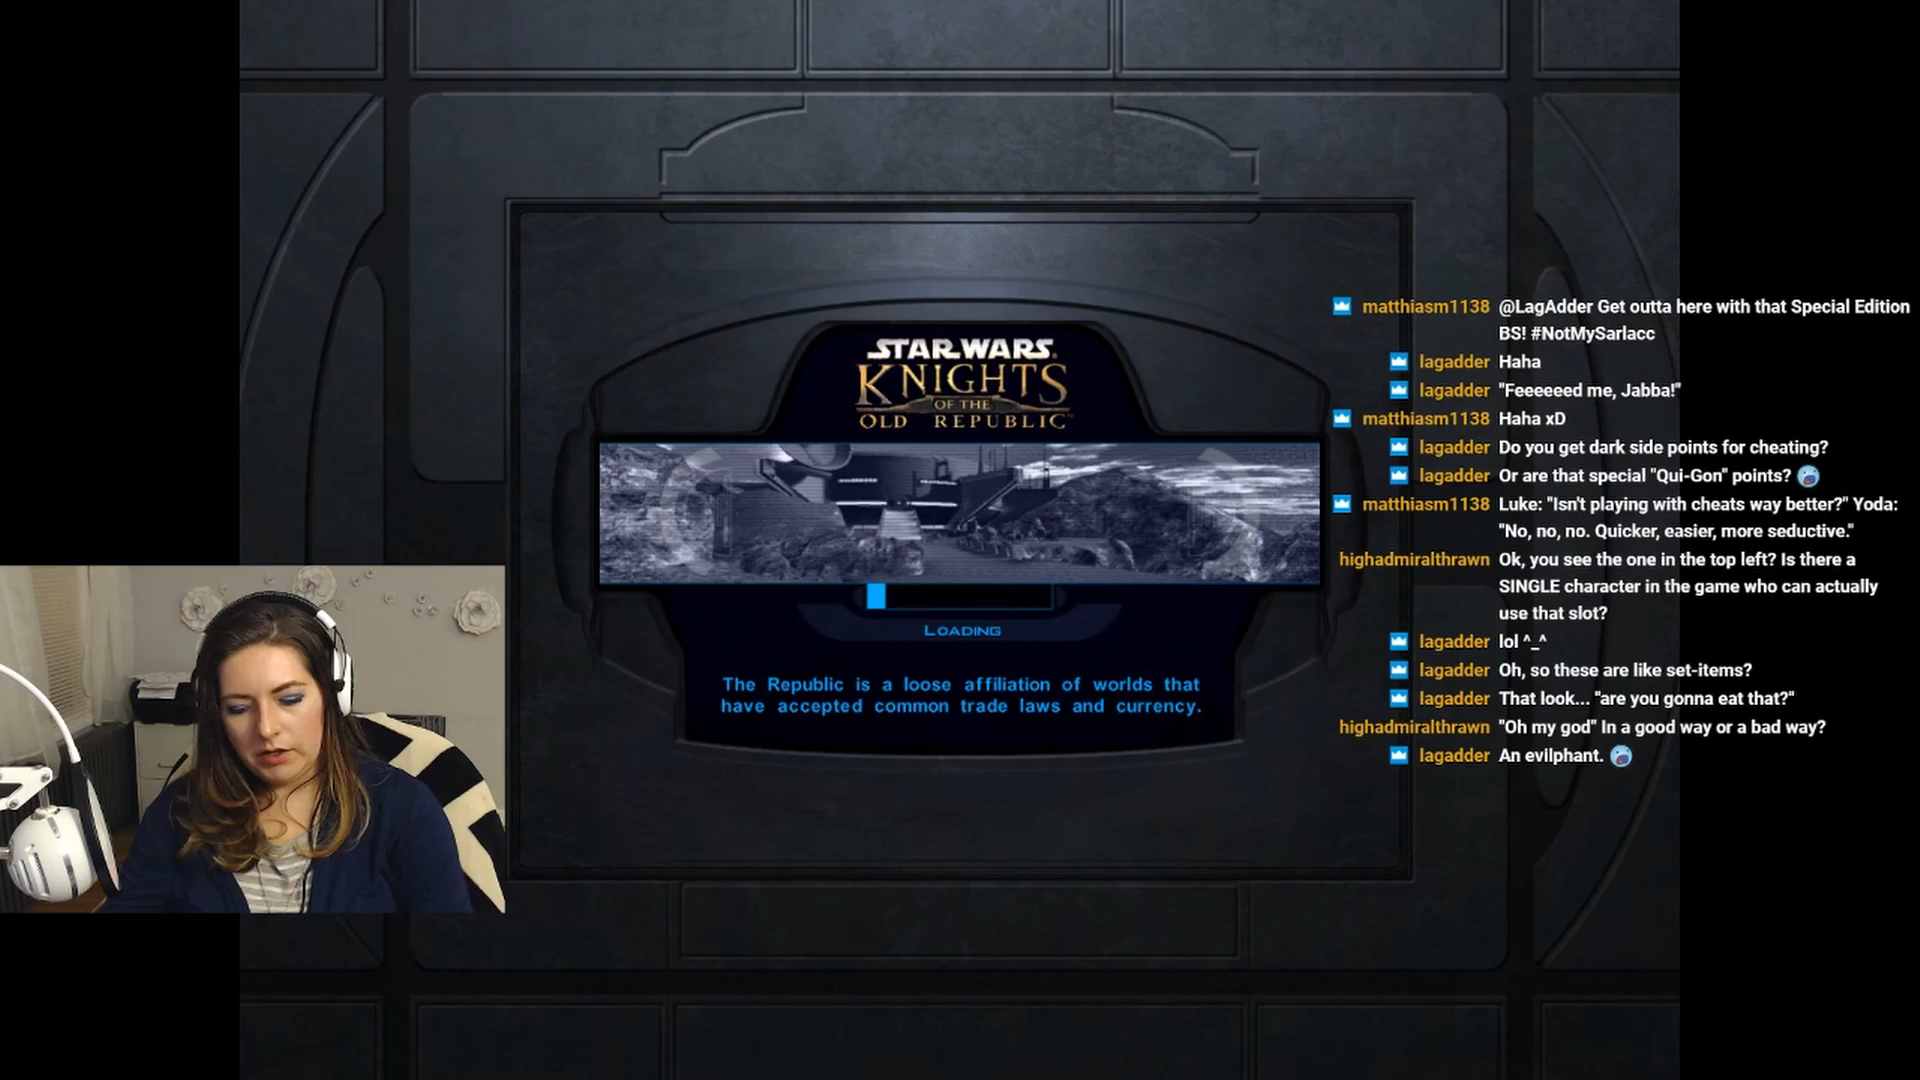 STAR WARS
KNIGHTS
OF THE
OLD REPUBLIC™
LOADING
The Republic is a loose affiliation of worlds that
have accepted common trade laws and currency.
matthiasm1138 @LagAdder Get outta here with that Special Edition
BS! #NotMySarlacc
lagadder Haha
lagadder "Feeeeeed me, Jabba!"
matthiasm1138 Haha xD
lagadder Do you get dark side points for cheating?
lagadder Or are that special "Qui-Gon" points?
matthiasm1138 Luke: "Isn't playing with cheats way better?" Yoda:
"No, no, no. Quicker, easier, more seductive."
highadmiralthrawn Ok, you see the one in the top left? Is there a
SINGLE character in the game who can actually
use that slot?
lagadder lol ^_^
lagadder Oh, so these are like set-items?
lagadder That look... "are you gonna eat that?"
highadmiralthrawn "Oh my god" In a good way or a bad way?
lagadder An evilphant.